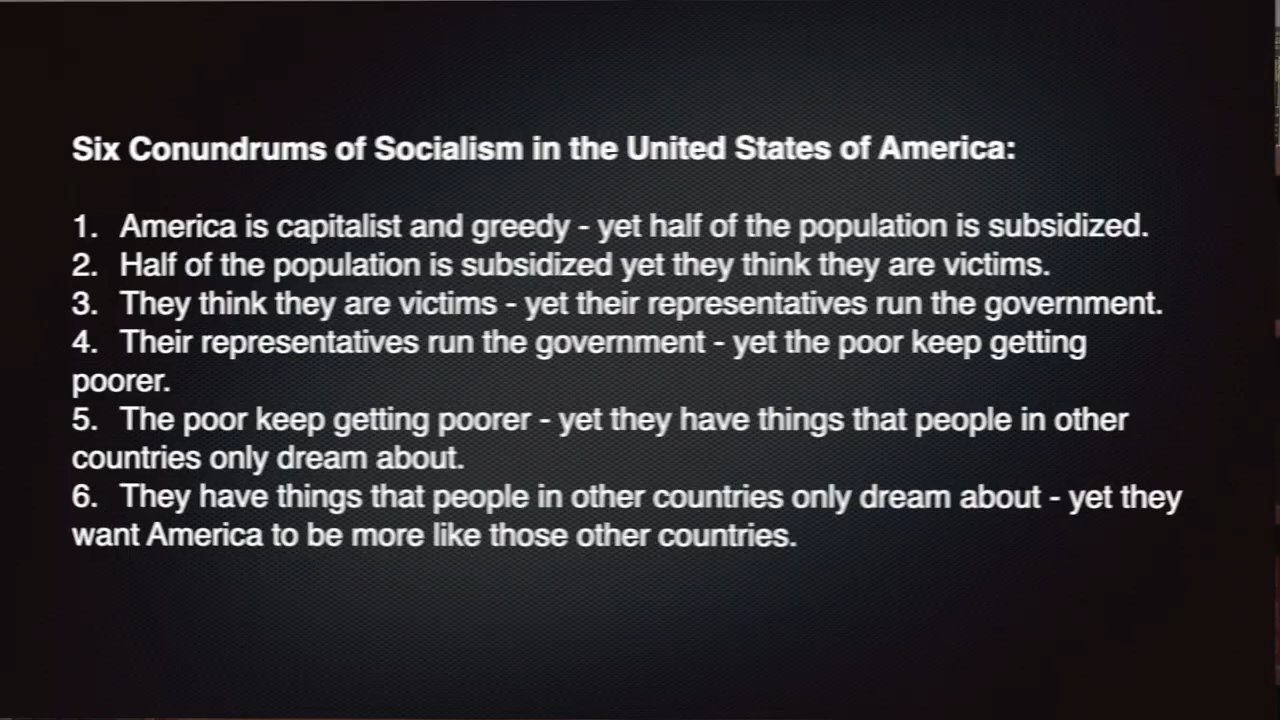 Six Conundrums of Socialism in the United States of America:
1. America is capitalist and greedy - yet half of the population is subsidized.
2. Half of the population is subsidized yet they think they are victims.
3. They think they are victims - yet their representatives run the government.
4. Their representatives run the government - yet the poor keep getting
poorer.
5. The poor keep getting poorer - yet they have things that people in other
countries only dream about.
6. They have things that people in other countries only dream about - yet they
want America to be more like those other countries.